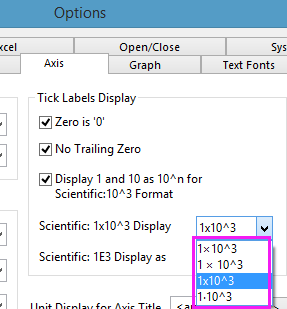 Options
xcel Open/Close Sys
Axis Graph Text Fonts
Tick Labels Display
Zero is '0'
No Trailing Zero
Display 1 and 10 as 10^n for
Scientific:10^3 Format
Scientific: 1x10^3 Display 1x10^3
1×10^3
Scientific: 1E3 Display as 1 × 10^3
1x10^3
1·10^3
Unit Display for Axis Title